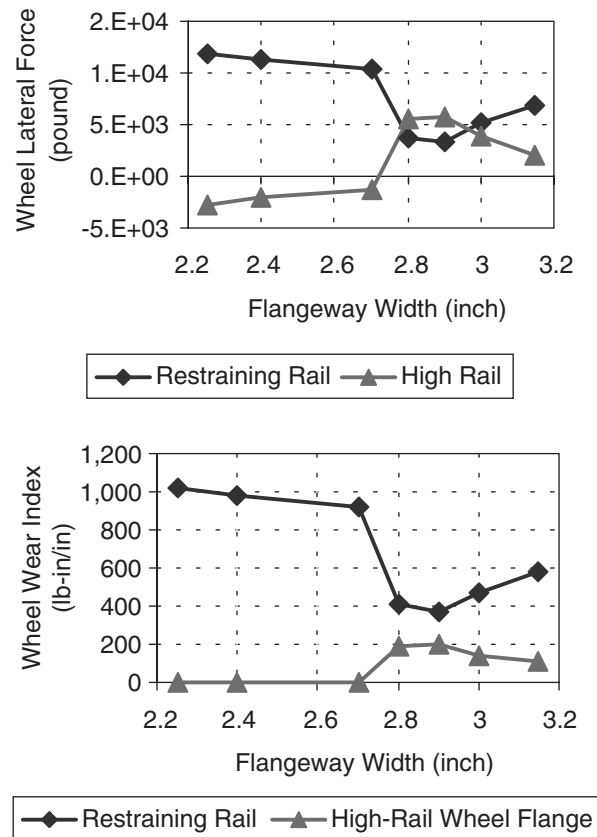 Wheel Lateral Force
(pound)
2.E+04
1.E+04
5.E+03
0.E+00
-5.E+03
2.2 2.4 2.6 2.8 3 3.2
Flangeway Width (inch)
Restraining Rail High Rail
Wheel Wear Index
(lb-in/in)
1,200
1,000
800
600
400
200
0
2.2 2.4 2.6 2.8 3 3.2
Flangeway Width (inch)
Restraining Rail High-Rail Wheel Flange